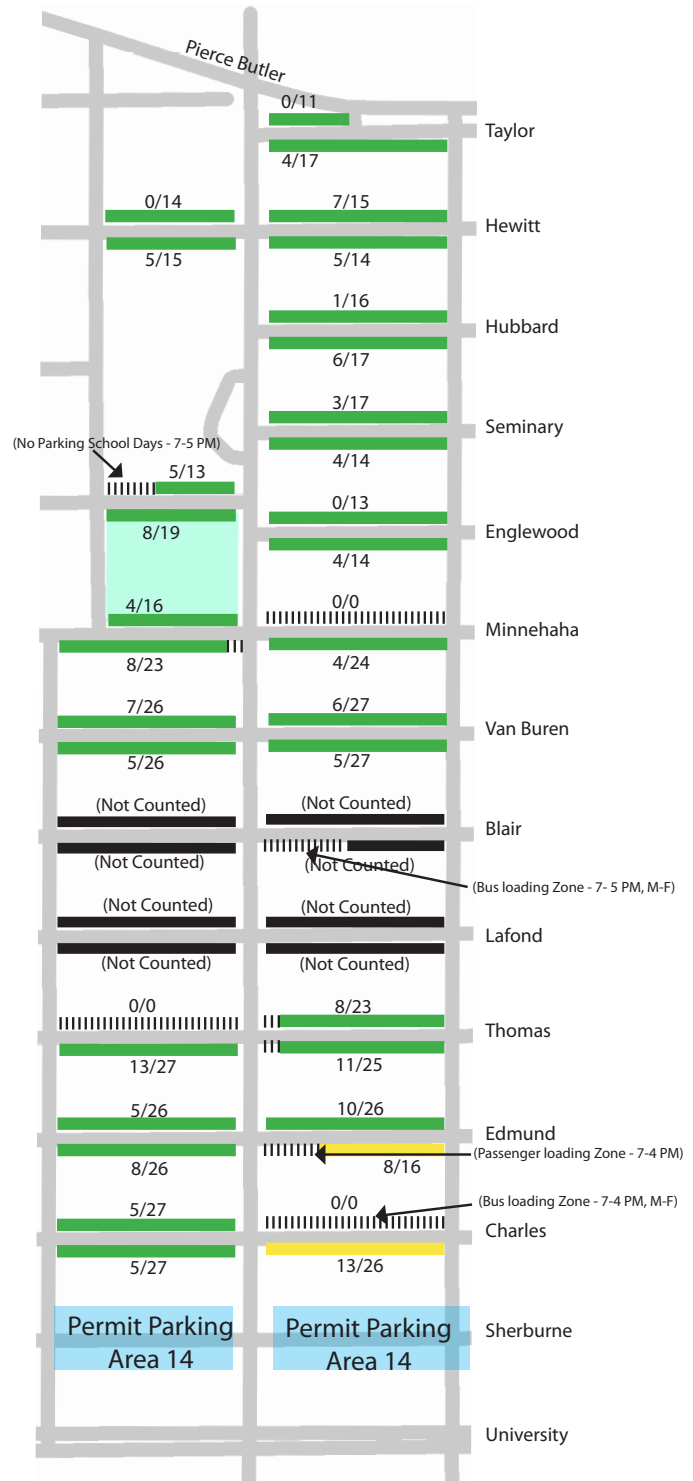 Pierce Butler
0/11
Taylor
4/17
0/14
7/15
Hewitt
5/15
5/14
1/16
Hubbard
6/17
3/17
Seminary
(No Parking School Days - 7-5 PM)
4/14
5/13
0/13
8/19
Englewood
4/14
4/16
0/0
Minnehaha
8/23
4/24
7/26
6/27
Van Buren
5/26
5/27
(Not Counted)
(Not Counted)
Blair
(Not Counted)
(Not Counted)
(Bus loading Zone - 7- 5 PM, M-F)
(Not Counted)
(Not Counted)
Lafond
(Not Counted)
(Not Counted)
0/0
8/23
Thomas
13/27
11/25
5/26
10/26
Edmund
(Passenger loading Zone - 7-4 PM)
8/26
8/16
(Bus loading Zone - 7-4 PM, M-F)
5/27
0/0
Charles
5/27
13/26
Permit Parking
Area 14
Permit Parking
Area 14
Sherburne
University